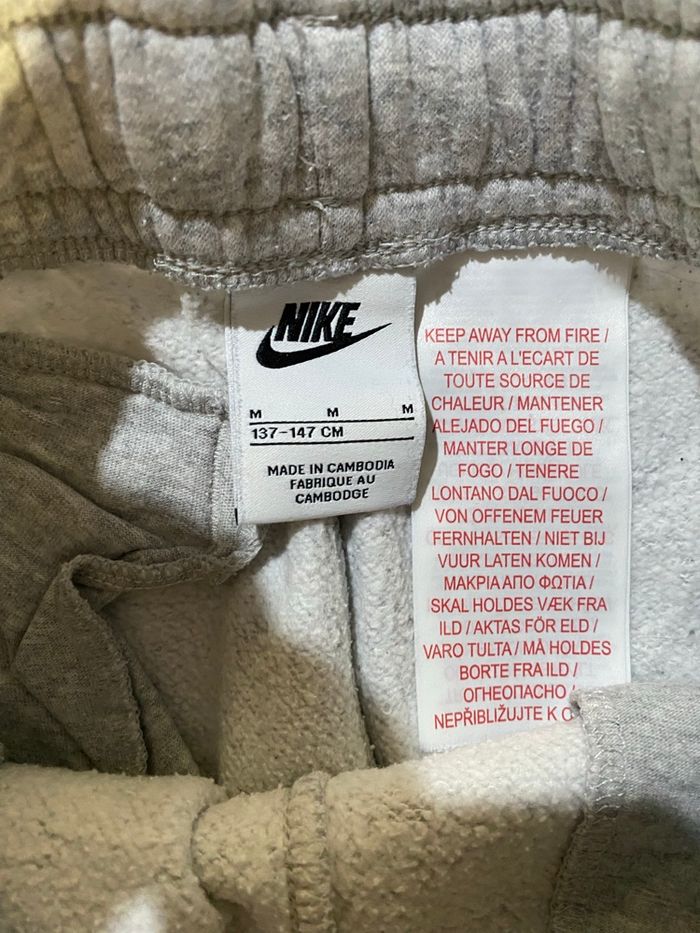 NIKE
M M M
137-147 CM
MADE IN CAMBODIA
FABRIQUE AU
CAMBODGE
KEEP AWAY FROM FIRE /
A TENIR A L'ECART DE
TOUTE SOURCE DE
CHALEUR / MANTENER
ALEJADO DEL FUEGO /
MANTER LONGE DE
FOGO / TENERE
LONTANO DAL FUOCO /
VON OFFENEM FEUER
FERNHALTEN / NIET BIJ
VUUR LATEN KOMEN /
ΜΑΚΡΙΑ ΑΠΟ ΦΩΤΙΑ /
SKAL HOLDES VÆK FRA
ILD / AKTAS FÖR ELD /
VARO TULTA / MÅ HOLDES
BORTE FRA ILD /
ОГНЕОПАСНО /
NEPŘIBLIŽUJTE K